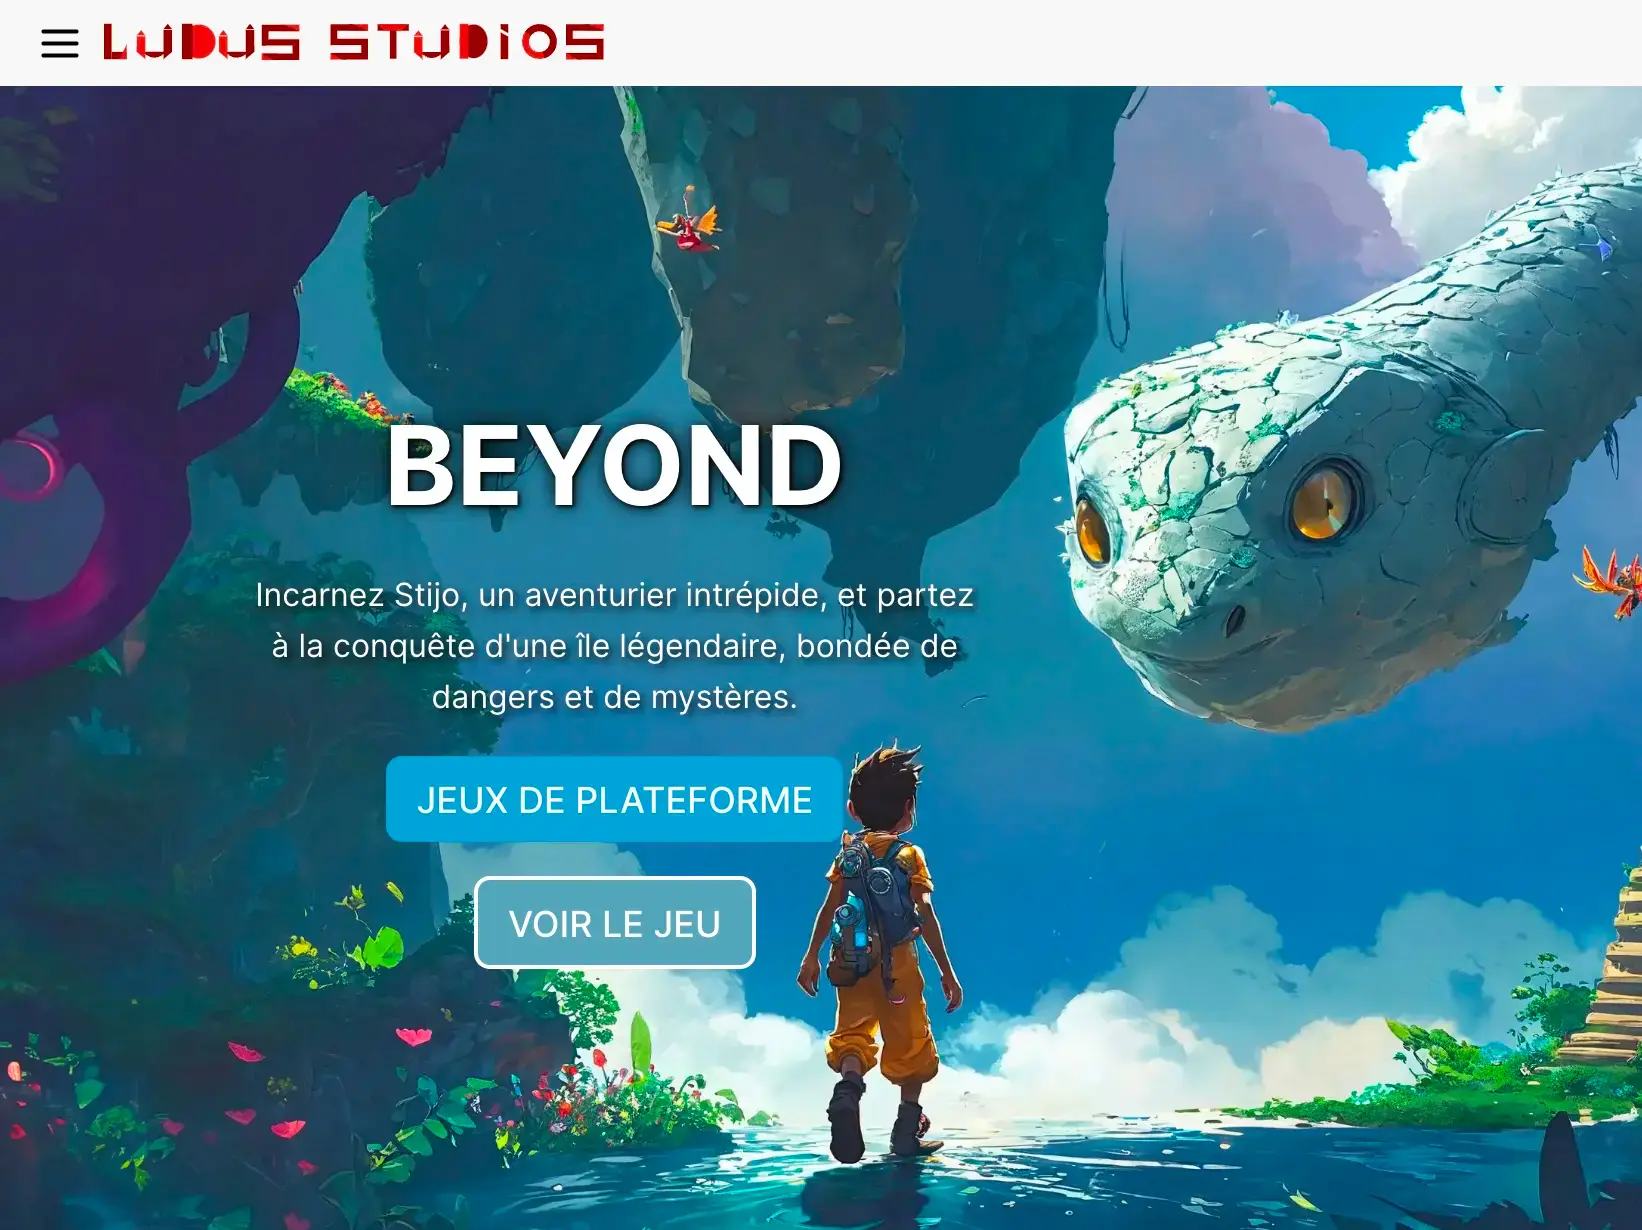 LUDUS STUDIOS
BEYOND
Incarnez Stijo, un aventurier intrépide, et partez
à la conquête d'une île légendaire, bondée de
dangers et de mystères.
JEUX DE PLATEFORME
VOIR LE JEU